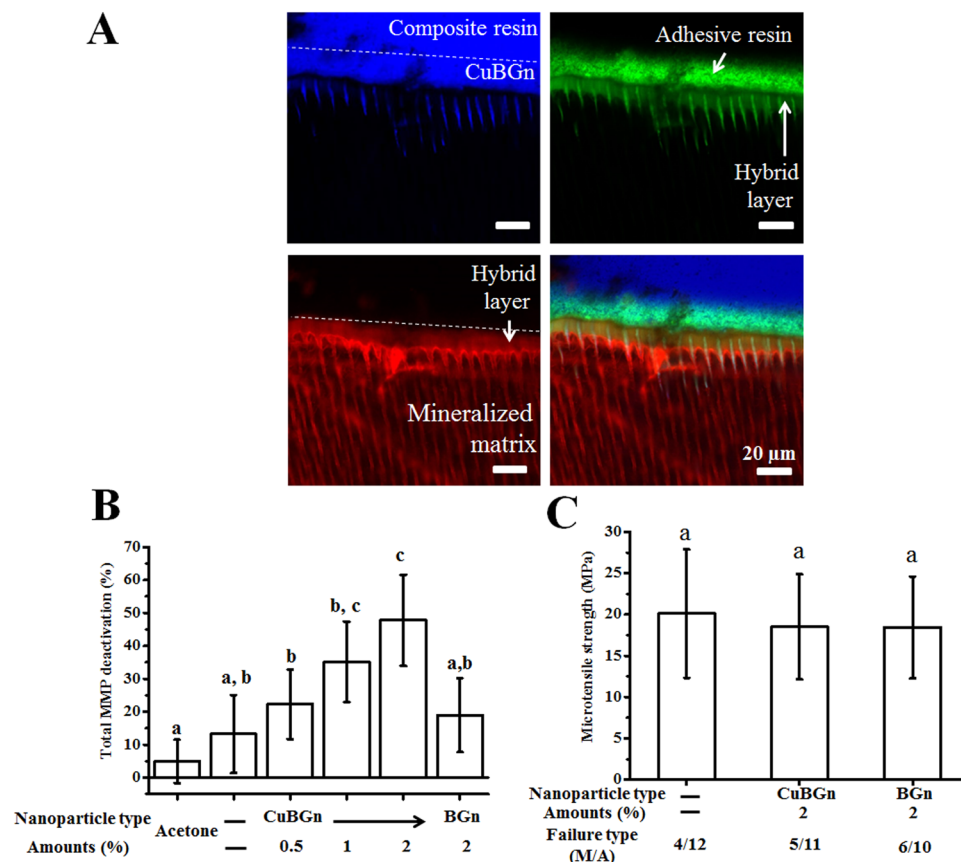 A
Composite resin
CuBGn
Adhesive resin
Hybrid
layer
Hybrid
layer
Mineralized
matrix
20 µm
B
Total MMP deactivation (%)
70
60
50
40
30
20
10
0
a
a, b
b
b, c
c
a,b
Nanoparticle type
Acetone
—
CuBGn
BGn
Amounts (%)
—
0.5
1
2
2
C
Microtensile strength (MPa)
30
25
20
15
10
5
0
a
a
a
Nanoparticle type
—
CuBGn
BGn
Amounts (%)
—
2
2
Failure type
(M/A)
4/12
5/11
6/10